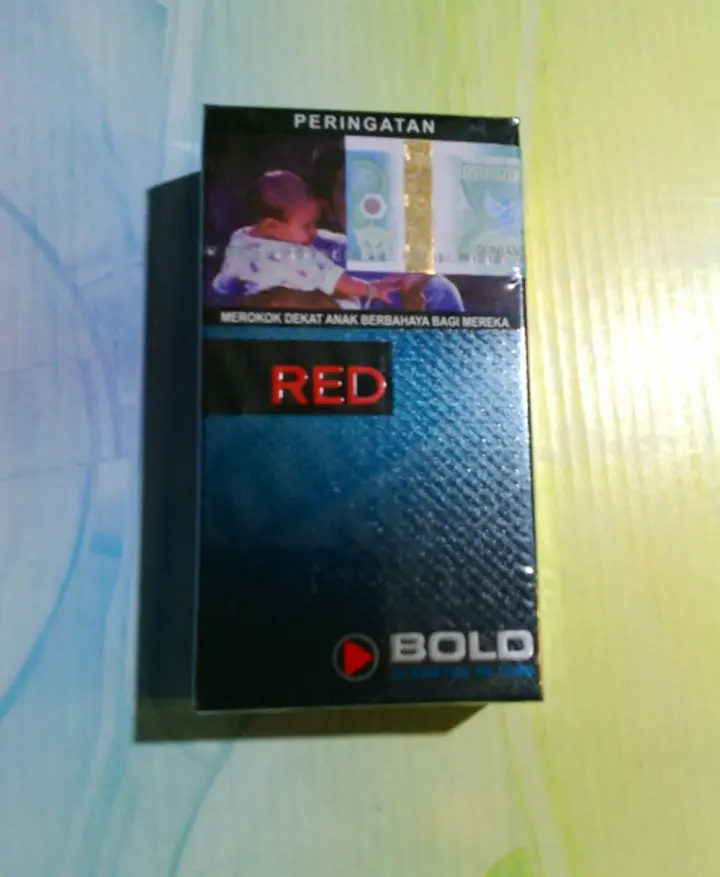 PERINGATAN
MEROKOK DEKAT ANAK BERBAHAYA BAGI MEREKA
RED
BOLD